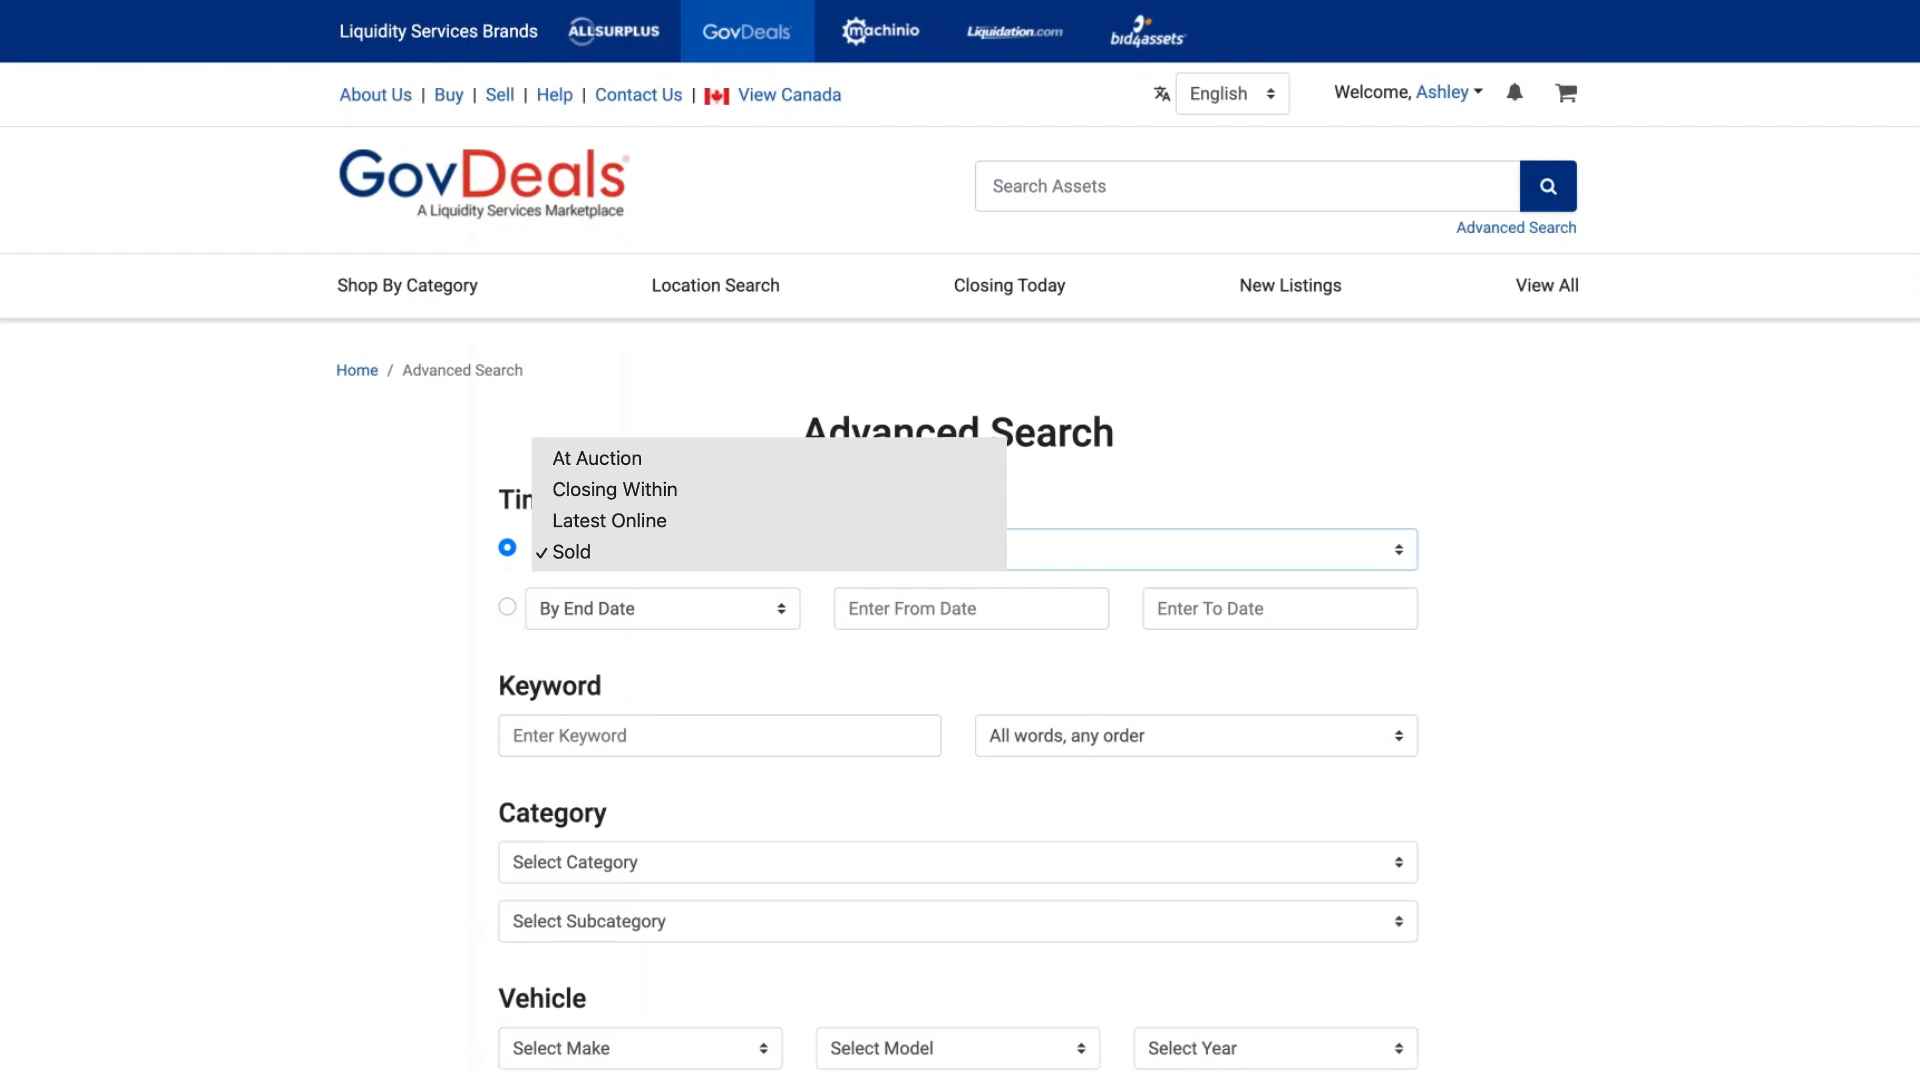 Liquidity Services Brands ALLSURPLUS GovDeals machinio Liquidation.com bid4assets
About Us | Buy | Sell | Help | Contact Us | View Canada
English
Welcome, Ashley
GovDeals®
A Liquidity Services Marketplace
Search Assets
Advanced Search
Shop By Category Location Search Closing Today New Listings View All
Home / Advanced Search
Advanced Search
At Auction
Closing Within
Latest Online
✓ Sold
By End Date Enter From Date Enter To Date
Keyword
Enter Keyword All words, any order
Category
Select Category
Select Subcategory
Vehicle
Select Make Select Model Select Year